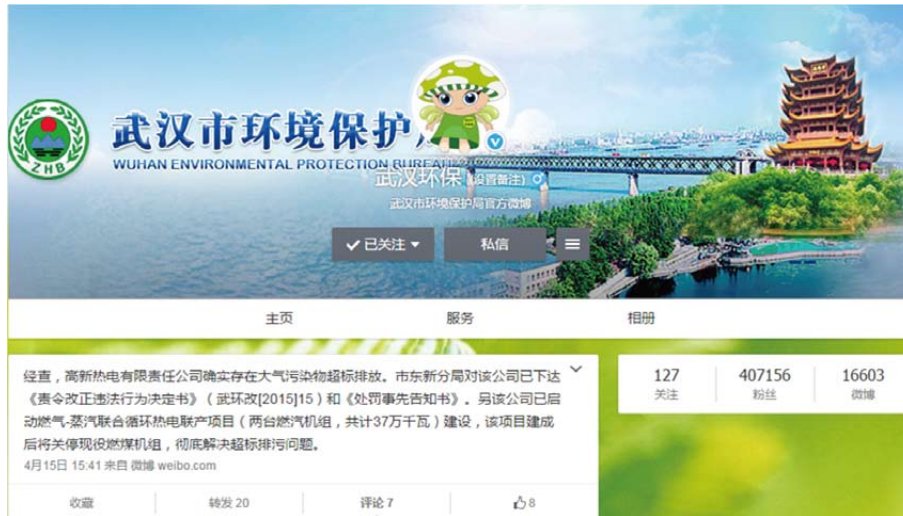 武汉市环境保护
WUHAN ENVIRONMENTAL PROTECTION BUREAU
ZHB
武汉环保 (设置备注)
武汉市环境保护局官方微博
已关注
私信
主页
服务
相册
经直，高新热电有限责任公司确实存在大气污染物超标排放。市东新分局对该公司已下达
《责令改正违法行为决定书》（武环改[2015]15）和《处罚事先告知书》。另该公司已启
动燃气-蒸汽联合循环热电联产项目（两台燃汽机组，共计37万千瓦）建设，该项目建成
后将关停现役燃煤机组，彻底解决超标排污问题。
4月15日 15:41 来自 微博 weibo.com
收藏
转发 20
评论 7
8
127
关注
407156
粉丝
16603
微博